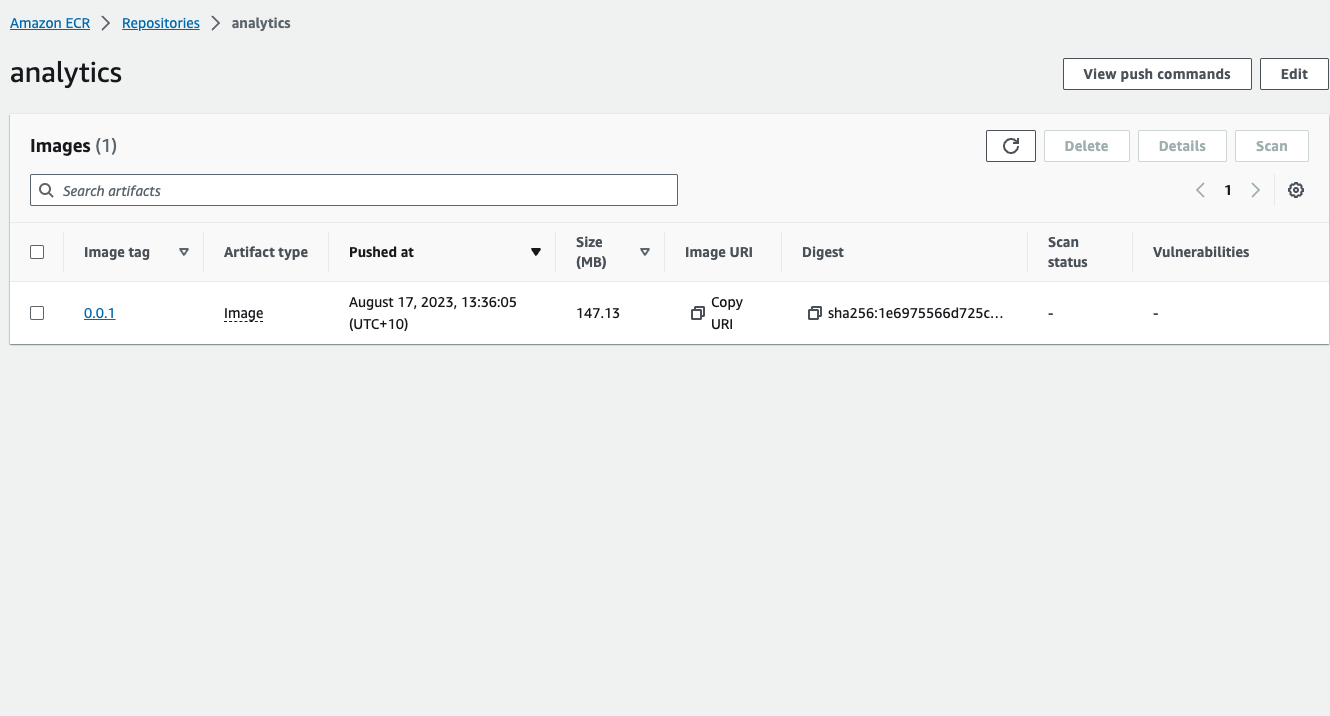 Amazon ECR > Repositories > analytics
analytics
View push commands
Edit
Images (1)
Delete
Details
Scan
Search artifacts
1
Image tag
Artifact type
Pushed at
Size
(MB)
Image URI
Digest
Scan
status
Vulnerabilities
0.0.1
Image
August 17, 2023, 13:36:05
(UTC+10)
147.13
Copy
URI
sha256:1e6975566d725c...
-
-